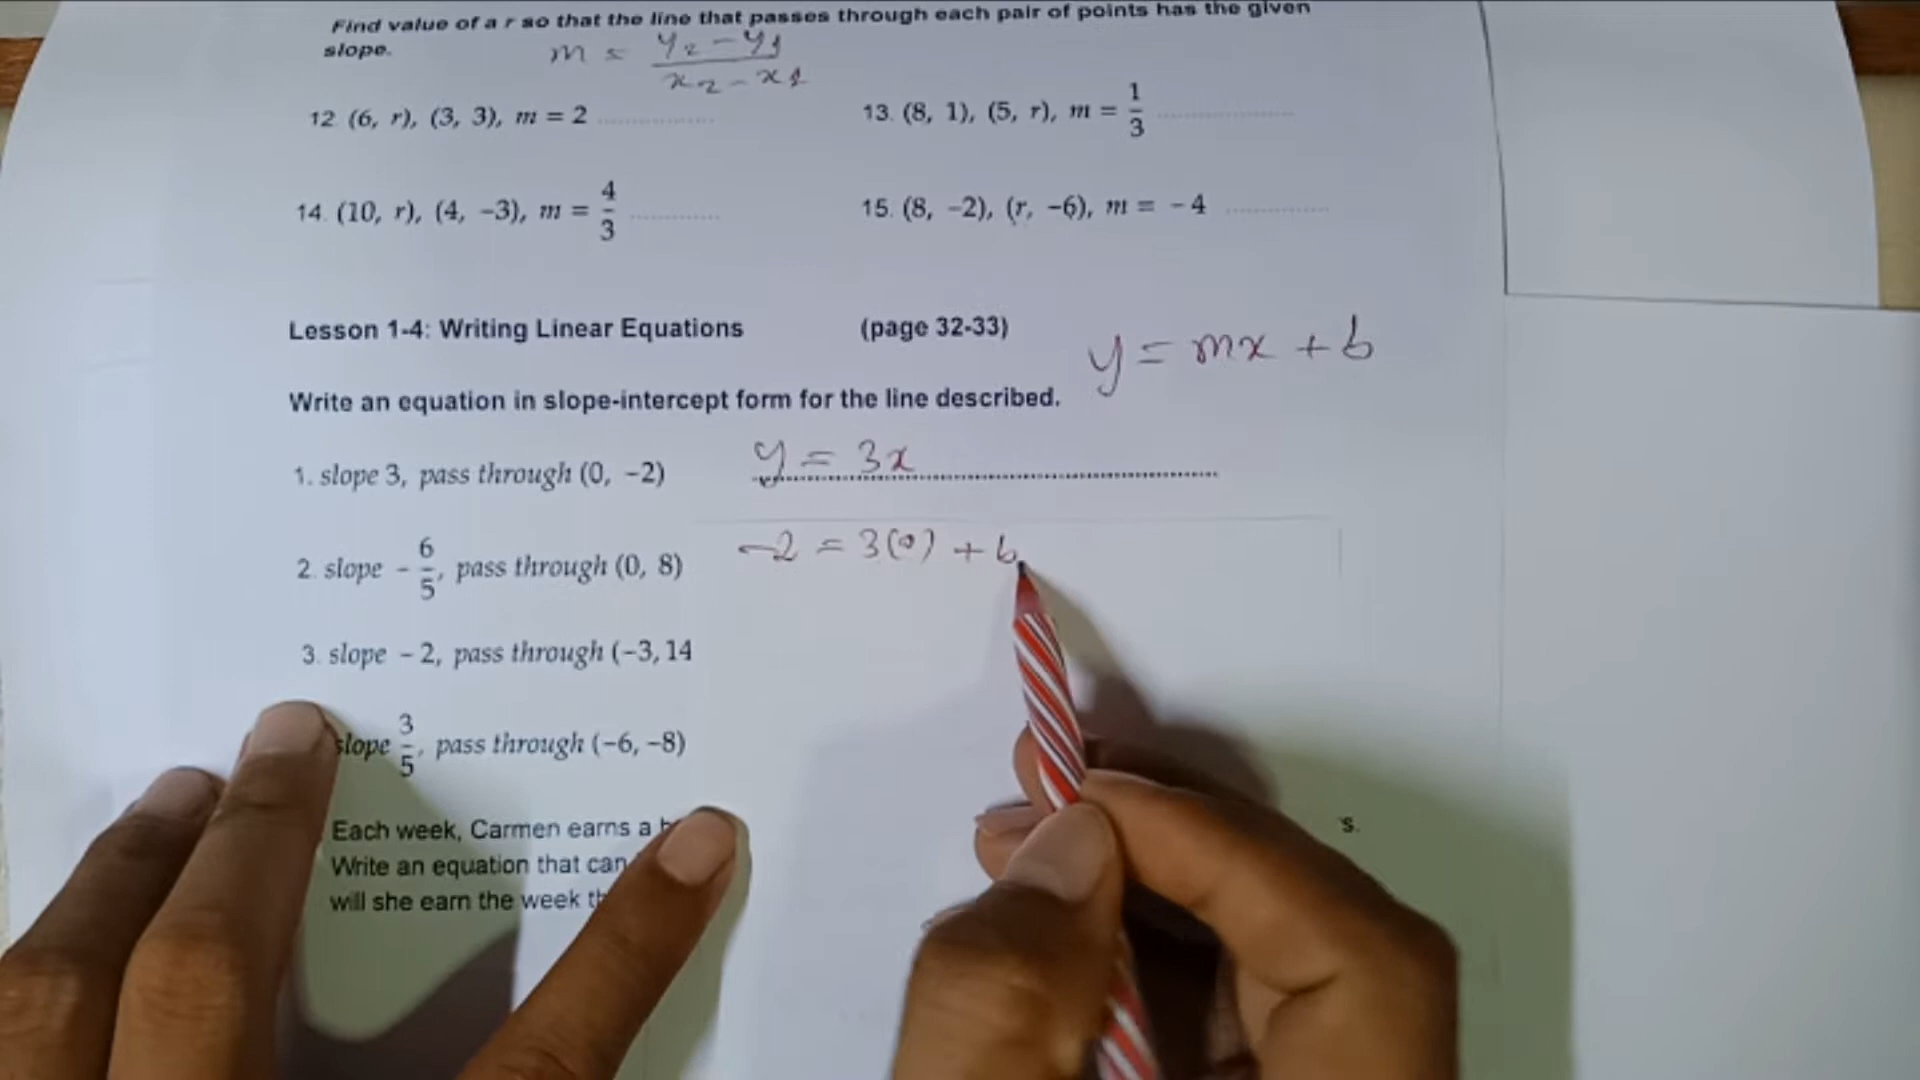 Find value of a r so that the line that passes through each pair of points has the given
slope.
m = y₂ - y₁ / x₂ - x₁
12. (6, r), (3, 3), m = 2 ....................
13. (8, 1), (5, r), m = 1/3 ....................
14. (10, r), (4, −3), m = 4/3 ....................
15. (8, −2), (r, −6), m = − 4 ....................
Lesson 1-4: Writing Linear Equations (page 32-33)
y = mx + b
Write an equation in slope-intercept form for the line described.
1. slope 3, pass through (0, −2) y = 3x
-2 = 3(0) + b
2. slope − 6/5, pass through (0, 8)
3. slope − 2, pass through (−3, 14
slope 3/5, pass through (−6, −8)
Each week, Carmen earns a
s.
Write an equation that can
will she earn the week